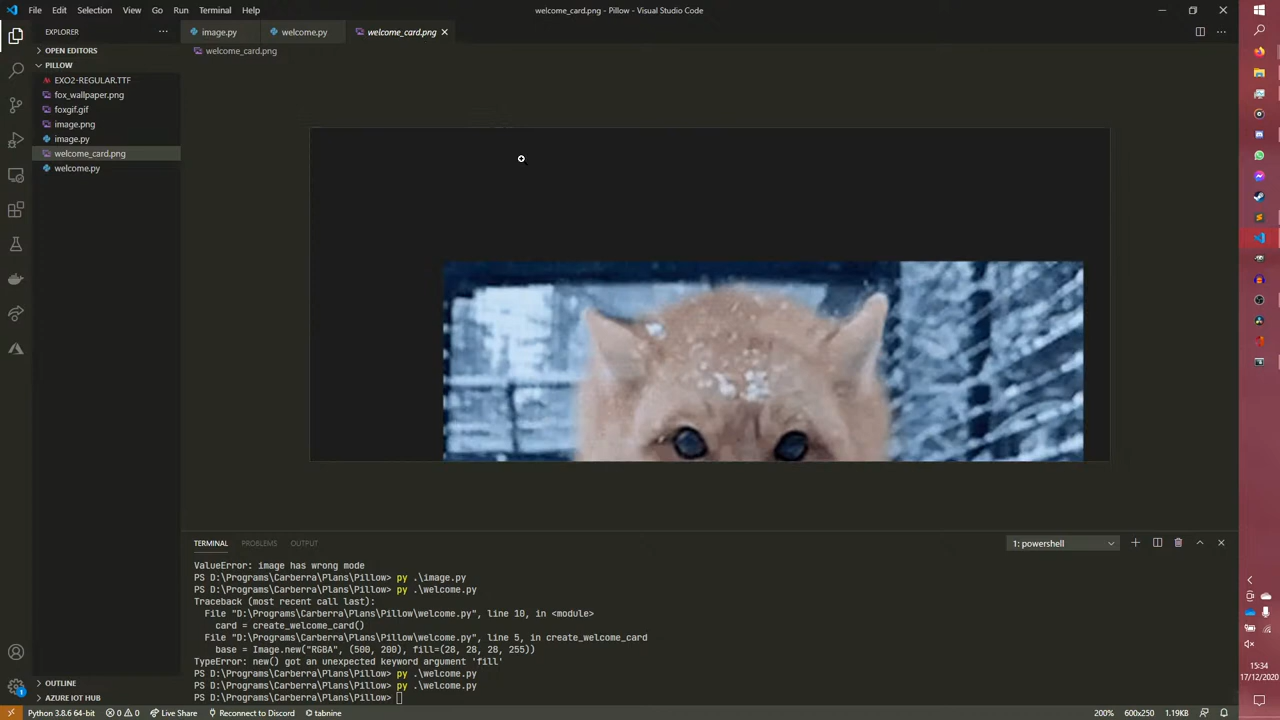 File Edit Selection View Go Run Terminal Help
welcome_card.png - Pillow - Visual Studio Code
EXPLORER
image.py
welcome.py
welcome_card.png
OPEN EDITORS
welcome_card.png
PILLOW
EXO2-REGULAR.TTF
fox_wallpaper.png
foxgif.gif
image.png
image.py
welcome_card.png
welcome.py
TERMINAL PROBLEMS OUTPUT
1: powershell
ValueError: image has wrong mode
PS D:\Programs\Carberra\Plans\Pillow> py .\image.py
PS D:\Programs\Carberra\Plans\Pillow> py .\welcome.py
Traceback (most recent call last):
File "D:\Programs\Carberra\Plans\Pillow\welcome.py", line 10, in <module>
card = create_welcome_card()
File "D:\Programs\Carberra\Plans\Pillow\welcome.py", line 5, in create_welcome_card
base = Image.new("RGBA", (500, 200), fill=(28, 28, 28, 255))
TypeError: new() got an unexpected keyword argument 'fill'
PS D:\Programs\Carberra\Plans\Pillow> py .\welcome.py
PS D:\Programs\Carberra\Plans\Pillow> py .\welcome.py
PS D:\Programs\Carberra\Plans\Pillow>
OUTLINE
AZURE IOT HUB
1
Python 3.8.6 64-bit 0 0 Live Share Reconnect to Discord tabnine
200% 600x250 1.19KB
15:34
17/12/2020